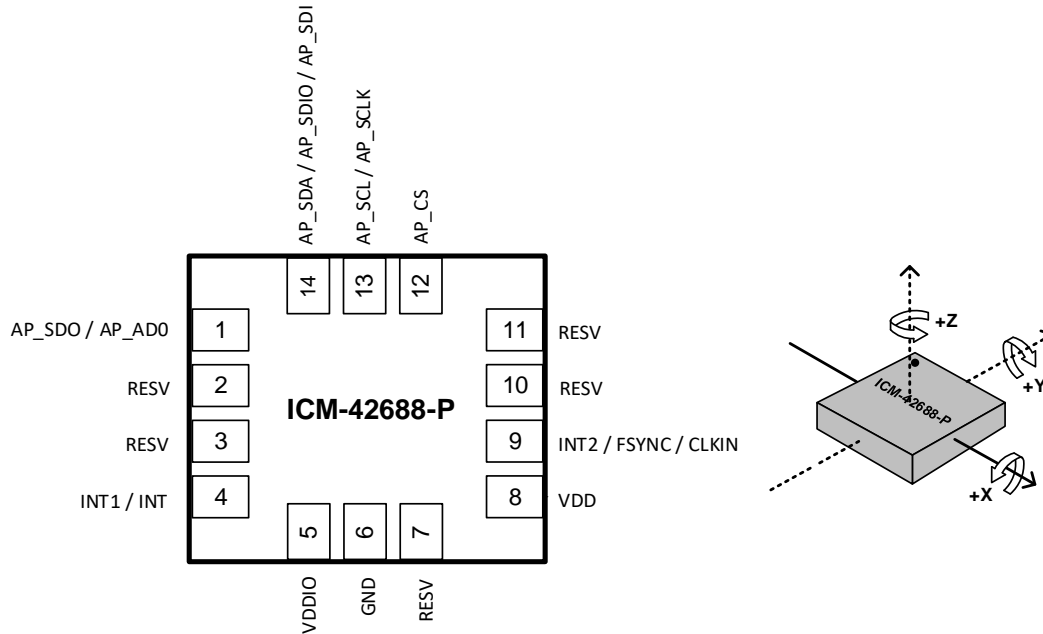 AP_SDA / AP_SDIO / AP_SDI
AP_SCL / AP_SCLK
AP_CS
14
13
12
AP_SDO / AP_AD0
1
11
RESV
RESV
2
10
RESV
ICM-42688-P
RESV
3
9
INT2 / FSYNC / CLKIN
INT1 / INT
4
8
VDD
5
6
7
VDDIO
GND
RESV
+Z
+Y
ICM-42688-P
+X